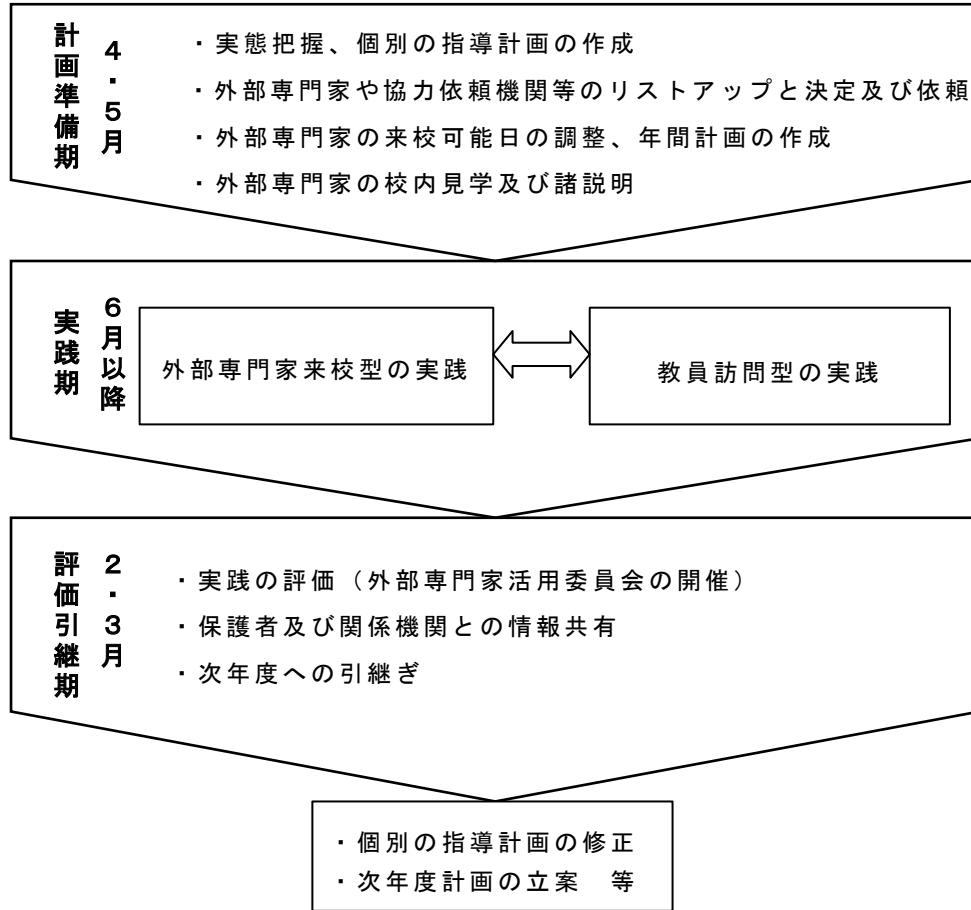 計画準備期
4・5月
・実態把握、個別の指導計画の作成
・外部専門家や協力依頼機関等のリストアップと決定及び依頼
・外部専門家の来校可能日の調整、年間計画の作成
・外部専門家の校内見学及び諸説明
実践期
6月以降
外部専門家来校型の実践
教員訪問型の実践
評価引継期
2・3月
・実践の評価（外部専門家活用委員会の開催）
・保護者及び関係機関との情報共有
・次年度への引継ぎ
・個別の指導計画の修正
・次年度計画の立案　等